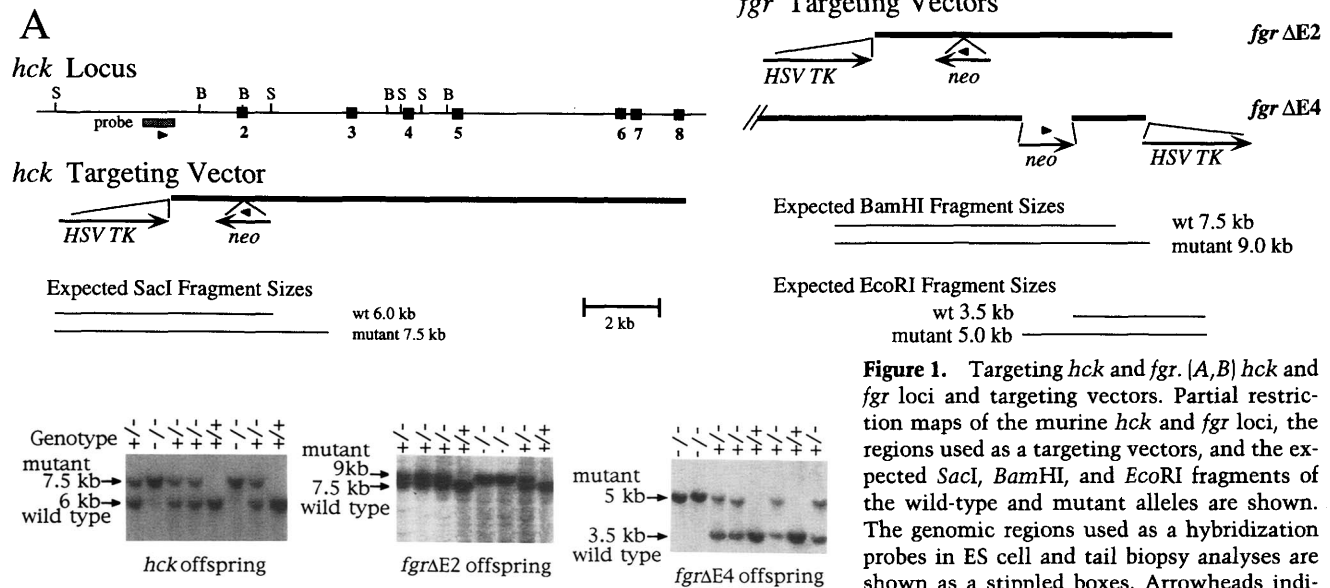 A
hck Locus
S B B S BS S B
probe
2 3 4 5 6 7 8
hck Targeting Vector
HSV TK neo
Expected SacI Fragment Sizes
wt 6.0 kb
mutant 7.5 kb
2 kb
fgr Targeting Vectors
fgr ΔE2
HSV TK neo
fgr ΔE4
neo HSV TK
Expected BamHI Fragment Sizes
wt 7.5 kb
mutant 9.0 kb
Expected EcoRI Fragment Sizes
wt 3.5 kb
mutant 5.0 kb
Genotype +/- -/- +/- +/- +/+ -/- +/- +/+
mutant
7.5 kb
6 kb
wild type
hck offspring
+/- +/- +/- +/+ -/- -/- +/- +/+
mutant
9kb
7.5 kb
wild type
fgrΔE2 offspring
-/- -/- +/- +/- +/+ +/- +/+ +/-
mutant
5 kb
3.5 kb
wild type
fgrΔE4 offspring
Figure 1. Targeting hck and fgr. (A,B) hck and
fgr loci and targeting vectors. Partial restric-
tion maps of the murine hck and fgr loci, the
regions used as a targeting vectors, and the ex-
pected SacI, BamHI, and EcoRI fragments of
the wild-type and mutant alleles are shown.
The genomic regions used as a hybridization
probes in ES cell and tail biopsy analyses are
shown as a stippled boxes. Arrowheads indi-